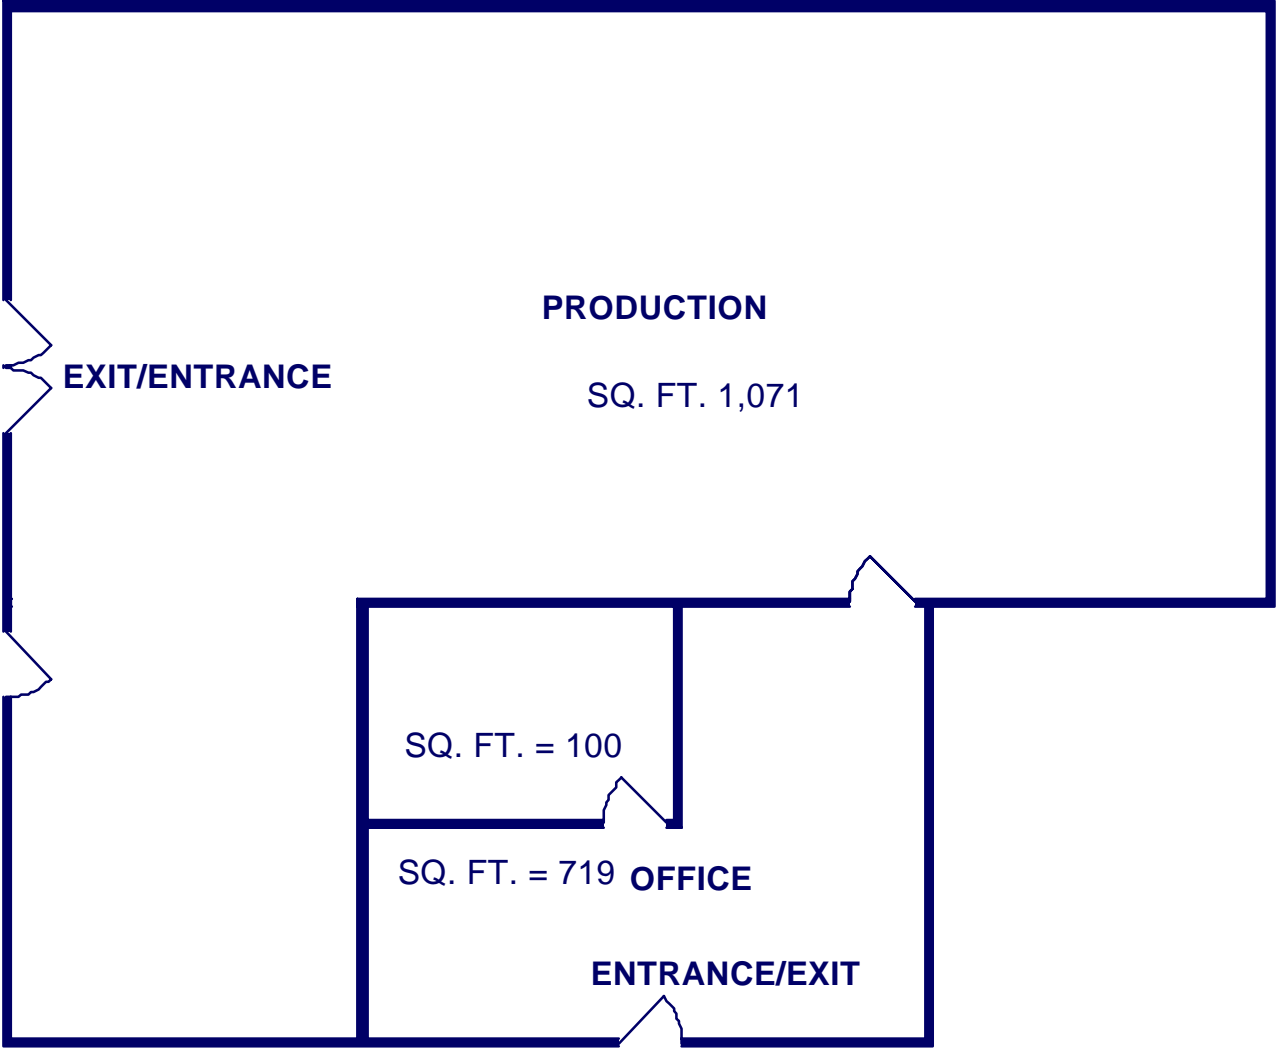 PRODUCTION
EXIT/ENTRANCE
SQ. FT. 1,071
SQ. FT. = 100
SQ. FT. = 719 OFFICE
ENTRANCE/EXIT